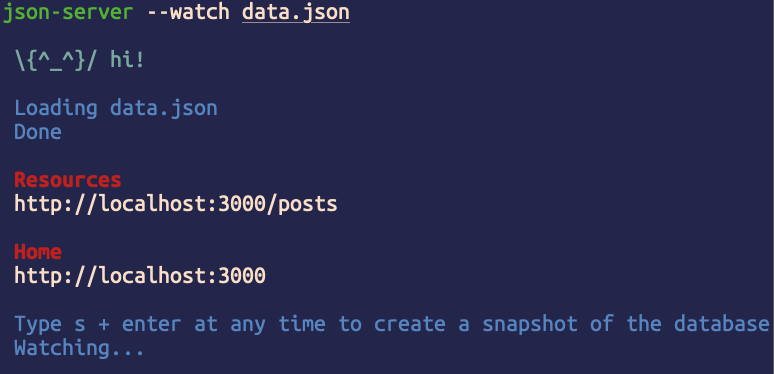 json-server --watch data.json
\{^_^}/ hi!
Loading data.json
Done
Resources
http://localhost:3000/posts
Home
http://localhost:3000
Type s + enter at any time to create a snapshot of the database
Watching...